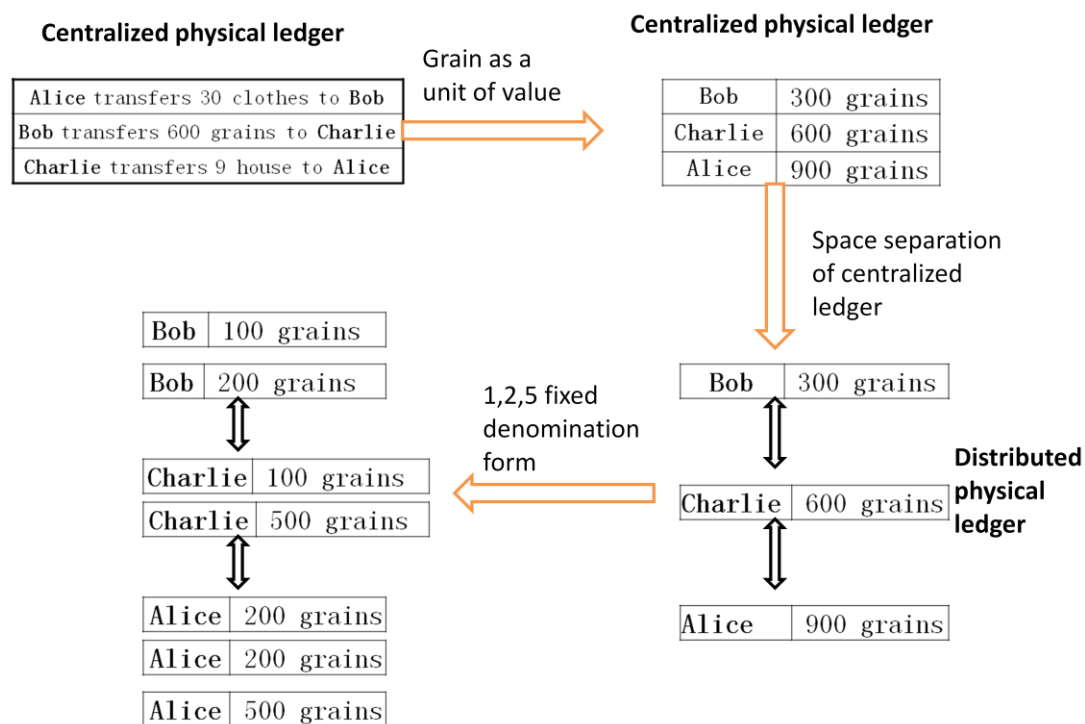 Centralized physical ledger
Alice transfers 30 clothes to Bob
Bob transfers 600 grains to Charlie
Charlie transfers 9 house to Alice
Grain as a
unit of value
Centralized physical ledger
Bob 300 grains
Charlie 600 grains
Alice 900 grains
Space separation
of centralized
ledger
Bob 300 grains
Charlie 600 grains
Alice 900 grains
Distributed
physical
ledger
1,2,5 fixed
denomination
form
Bob 100 grains
Bob 200 grains
Charlie 100 grains
Charlie 500 grains
Alice 200 grains
Alice 200 grains
Alice 500 grains